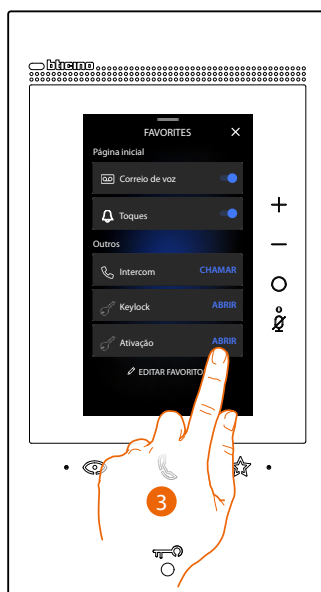 bticino
FAVORITES
Página inicial
Correio de voz
Toques
Outros
Intercom CHAMAR
Keylock ABRIR
Ativação ABRIR
EDITAR FAVORITO
3